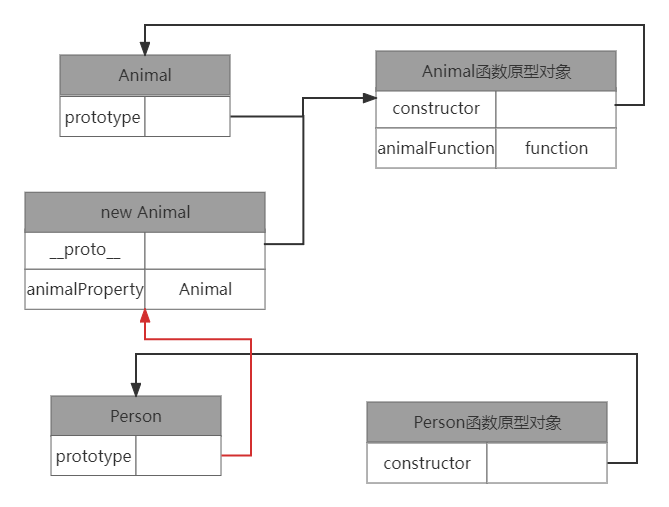 Animal
prototype
Animal函数原型对象
constructor
animalFunction function
new Animal
__proto__
animalProperty Animal
Person
prototype
Person函数原型对象
constructor